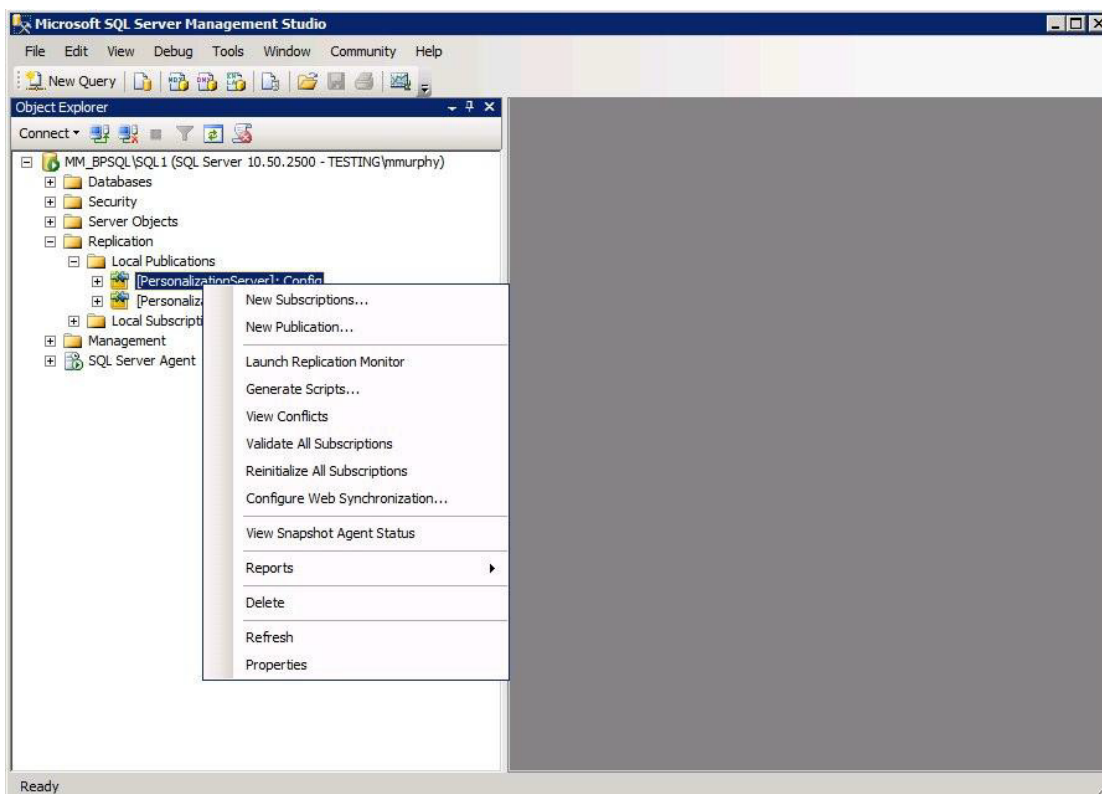 Microsoft SQL Server Management Studio
File Edit View Debug Tools Window Community Help
New Query
Object Explorer
Connect
MM_BPSQL\SQL1 (SQL Server 10.50.2500 - TESTING\mmurphy)
Databases
Security
Server Objects
Replication
Local Publications
[PersonalizationServer]: Config
[Personaliz
Local Subscripti
Management
SQL Server Agent
New Subscriptions...
New Publication...
Launch Replication Monitor
Generate Scripts...
View Conflicts
Validate All Subscriptions
Reinitialize All Subscriptions
Configure Web Synchronization...
View Snapshot Agent Status
Reports
Delete
Refresh
Properties
Ready